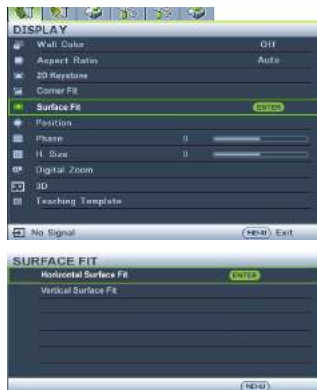 DISPLAY
Wall Color Off
Aspect Ratio Auto
2D Keystone
Corner Fit
Surface Fit ENTER
Position
Phase 0
H. Size 0
Digital Zoom
3D
Teaching Template
No Signal MENU Exit
SURFACE FIT
Horizontal Surface Fit ENTER
Vertical Surface Fit
MENU